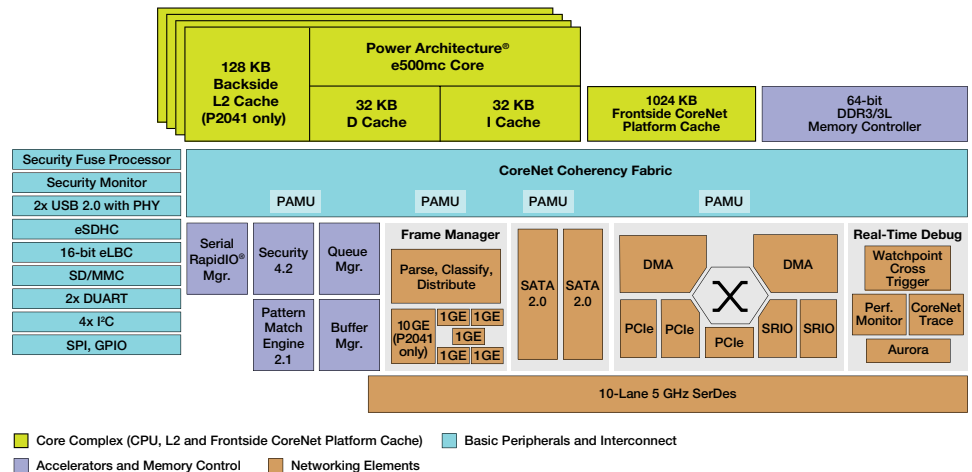 128 KB
Backside
L2 Cache
(P2041 only)
Power Architecture®
e500mc Core
32 KB
D Cache
32 KB
I Cache
1024 KB
Frontside CoreNet
Platform Cache
64-bit
DDR3/3L
Memory Controller
Security Fuse Processor
Security Monitor
2x USB 2.0 with PHY
eSDHC
16-bit eLBC
SD/MMC
2x DUART
4x I²C
SPI, GPIO
CoreNet Coherency Fabric
PAMU
PAMU
PAMU
PAMU
Serial
RapidIO®
Mgr.
Security
4.2
Queue
Mgr.
Pattern
Match
Engine
2.1
Buffer
Mgr.
Frame Manager
Parse, Classify,
Distribute
10GE
(P2041
only)
1GE
1GE
1GE
1GE
1GE
SATA
2.0
SATA
2.0
DMA
DMA
PCIe
PCIe
PCIe
SRIO
SRIO
Real-Time Debug
Watchpoint
Cross
Trigger
Perf.
Monitor
CoreNet
Trace
Aurora
10-Lane 5 GHz SerDes
Core Complex (CPU, L2 and Frontside CoreNet Platform Cache)
Basic Peripherals and Interconnect
Accelerators and Memory Control
Networking Elements